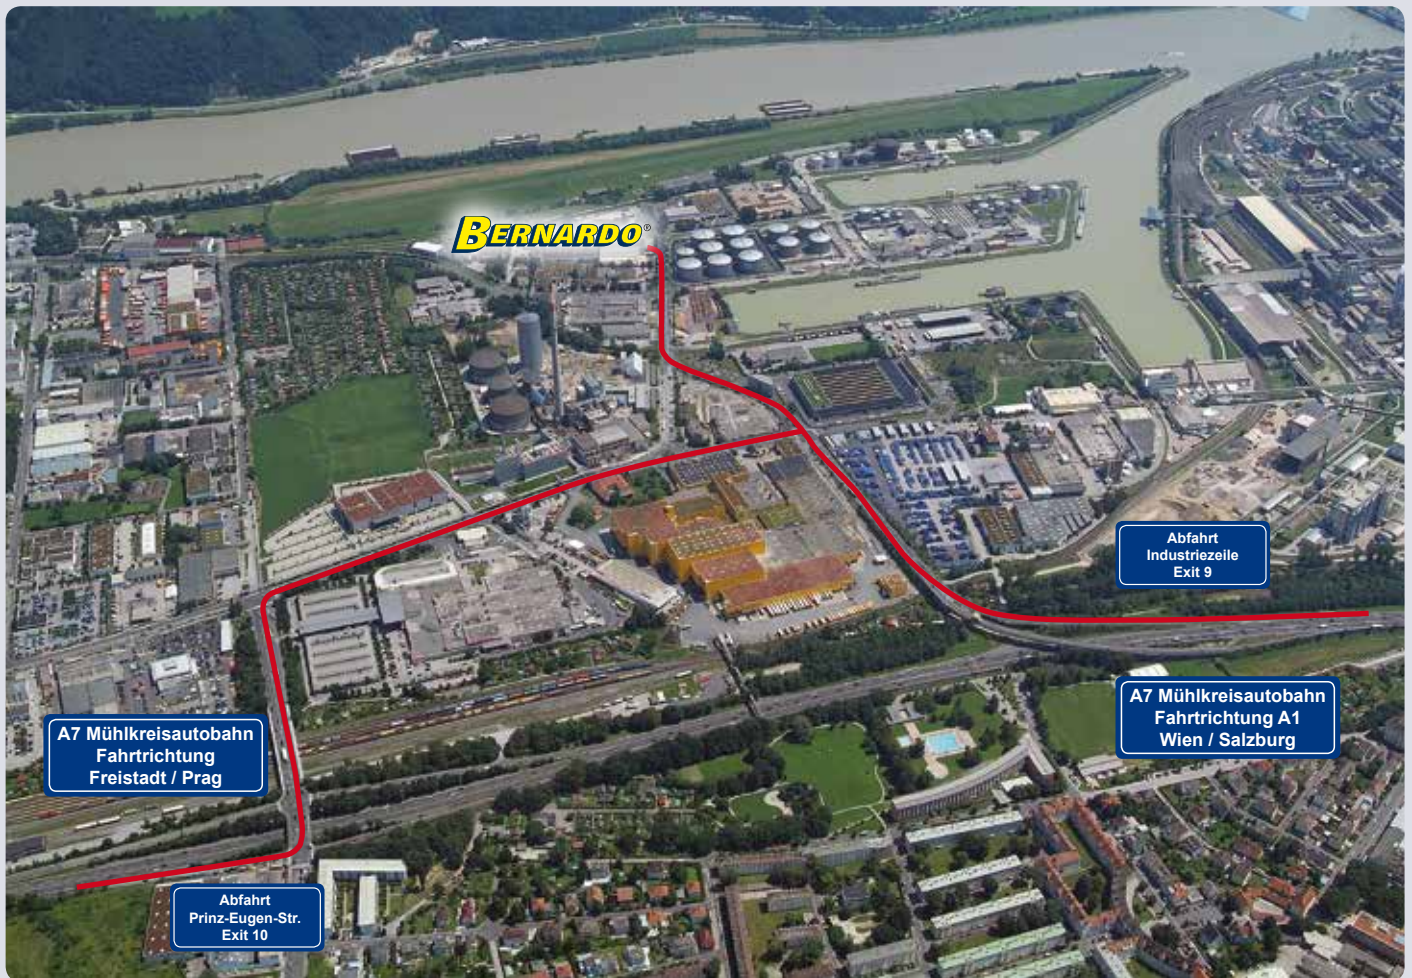 BERNARDO®
Abfahrt
Industriezeile
Exit 9
A7 Mühlkreisautobahn
Fahrtrichtung A1
Wien / Salzburg
A7 Mühlkreisautobahn
Fahrtrichtung
Freistadt / Prag
Abfahrt
Prinz-Eugen-Str.
Exit 10